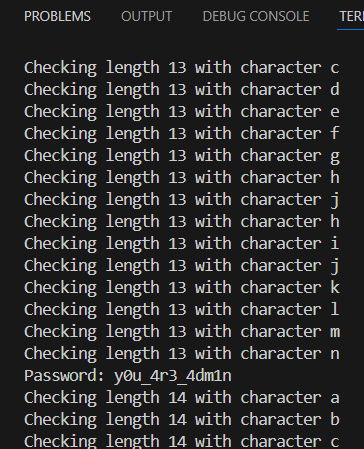 PROBLEMS OUTPUT DEBUG CONSOLE TER
Checking length 13 with character c
Checking length 13 with character d
Checking length 13 with character e
Checking length 13 with character f
Checking length 13 with character g
Checking length 13 with character h
Checking length 13 with character j
Checking length 13 with character h
Checking length 13 with character i
Checking length 13 with character j
Checking length 13 with character k
Checking length 13 with character l
Checking length 13 with character m
Checking length 13 with character n
Password: y0u_4r3_4dm1n
Checking length 14 with character a
Checking length 14 with character b
Checking length 14 with character c